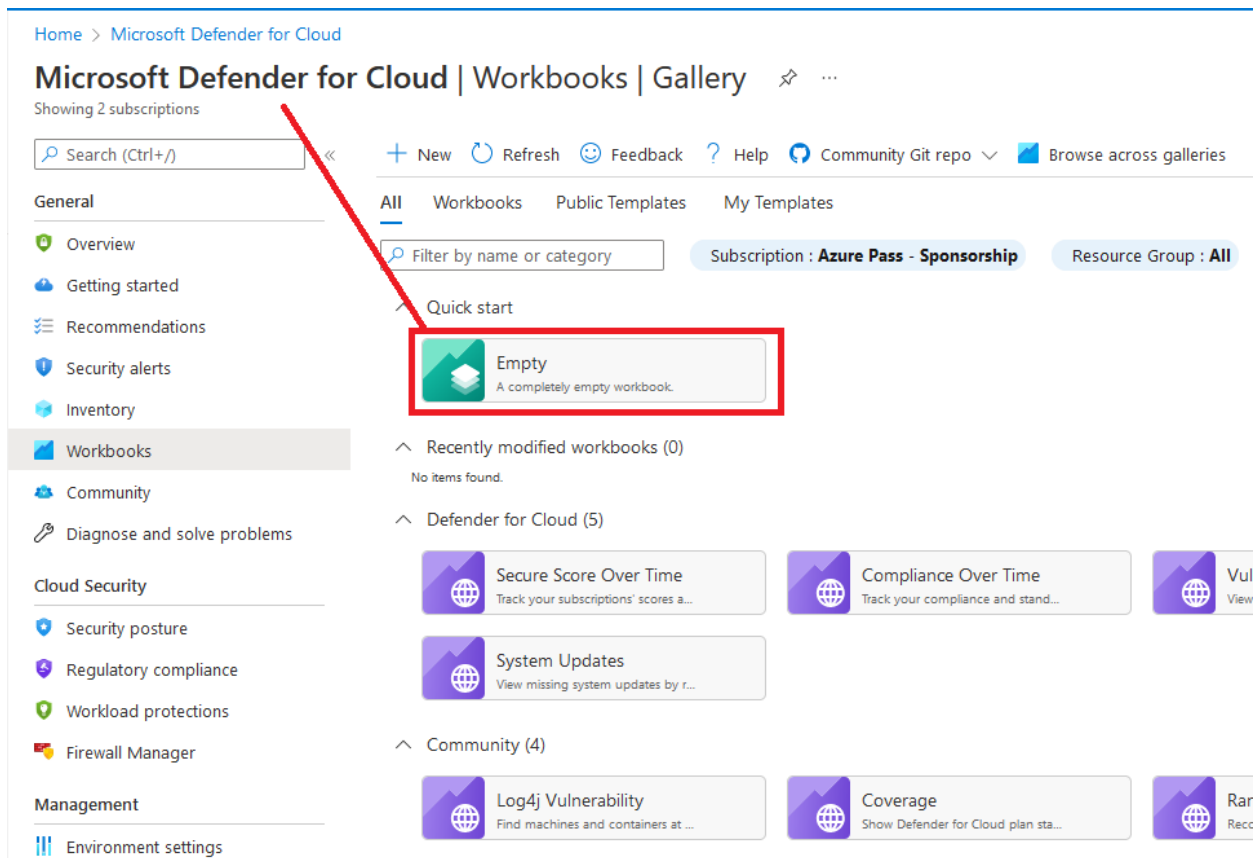 Home > Microsoft Defender for Cloud
Microsoft Defender for Cloud | Workbooks | Gallery ...
Showing 2 subscriptions
Search (Ctrl+/) «
New Refresh Feedback ? Help Community Git repo Browse across galleries
General
Overview
Getting started
Recommendations
Security alerts
Inventory
Workbooks
Community
Diagnose and solve problems
Cloud Security
Security posture
Regulatory compliance
Workload protections
Firewall Manager
Management
Environment settings
All Workbooks Public Templates My Templates
Filter by name or category Subscription : Azure Pass - Sponsorship Resource Group : All
Quick start
Empty
A completely empty workbook.
Recently modified workbooks (0)
No items found.
Defender for Cloud (5)
Secure Score Over Time
Track your subscriptions' scores a...
Compliance Over Time
Track your compliance and stand...
Vul
View
System Updates
View missing system updates by r...
Community (4)
Log4j Vulnerability
Find machines and containers at ...
Coverage
Show Defender for Cloud plan sta...
Ran
Reco